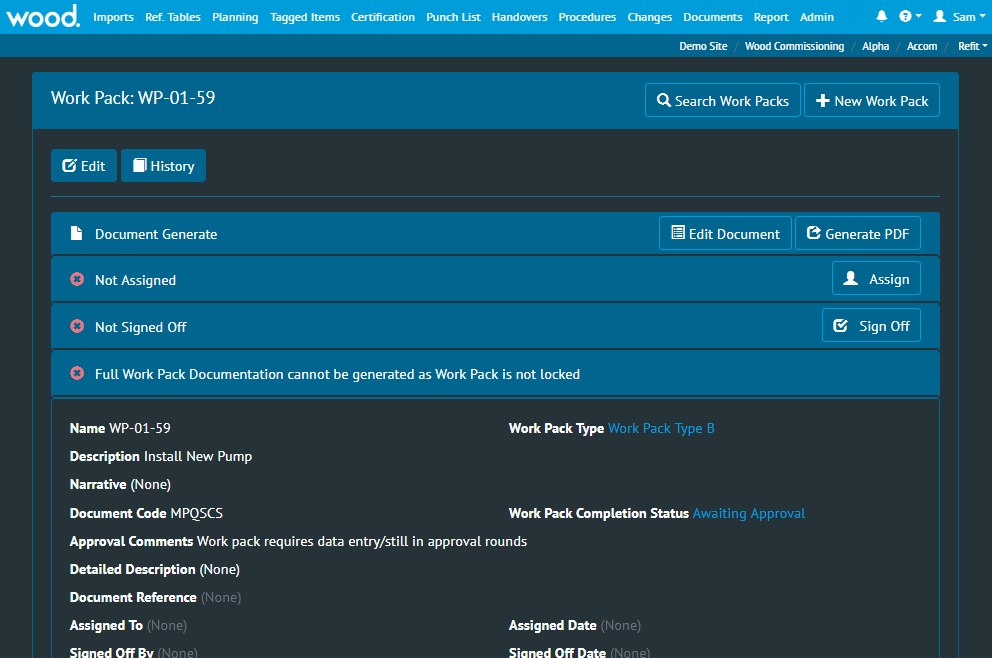 wood. Imports Ref. Tables Planning Tagged Items Certification Punch List Handovers Procedures Changes Documents Report Admin Sam
Demo Site / Wood Commissioning / Alpha / Accom / Refit
Work Pack: WP-01-59 Search Work Packs New Work Pack
Edit History
Document Generate Edit Document Generate PDF
Not Assigned Assign
Not Signed Off Sign Off
Full Work Pack Documentation cannot be generated as Work Pack is not locked
Name WP-01-59 Work Pack Type Work Pack Type B
Description Install New Pump
Narrative (None)
Document Code MPQSCS Work Pack Completion Status Awaiting Approval
Approval Comments Work pack requires data entry/still in approval rounds
Detailed Description (None)
Document Reference (None)
Assigned To (None) Assigned Date (None)
Signed Off By (None) Signed Off Date (None)